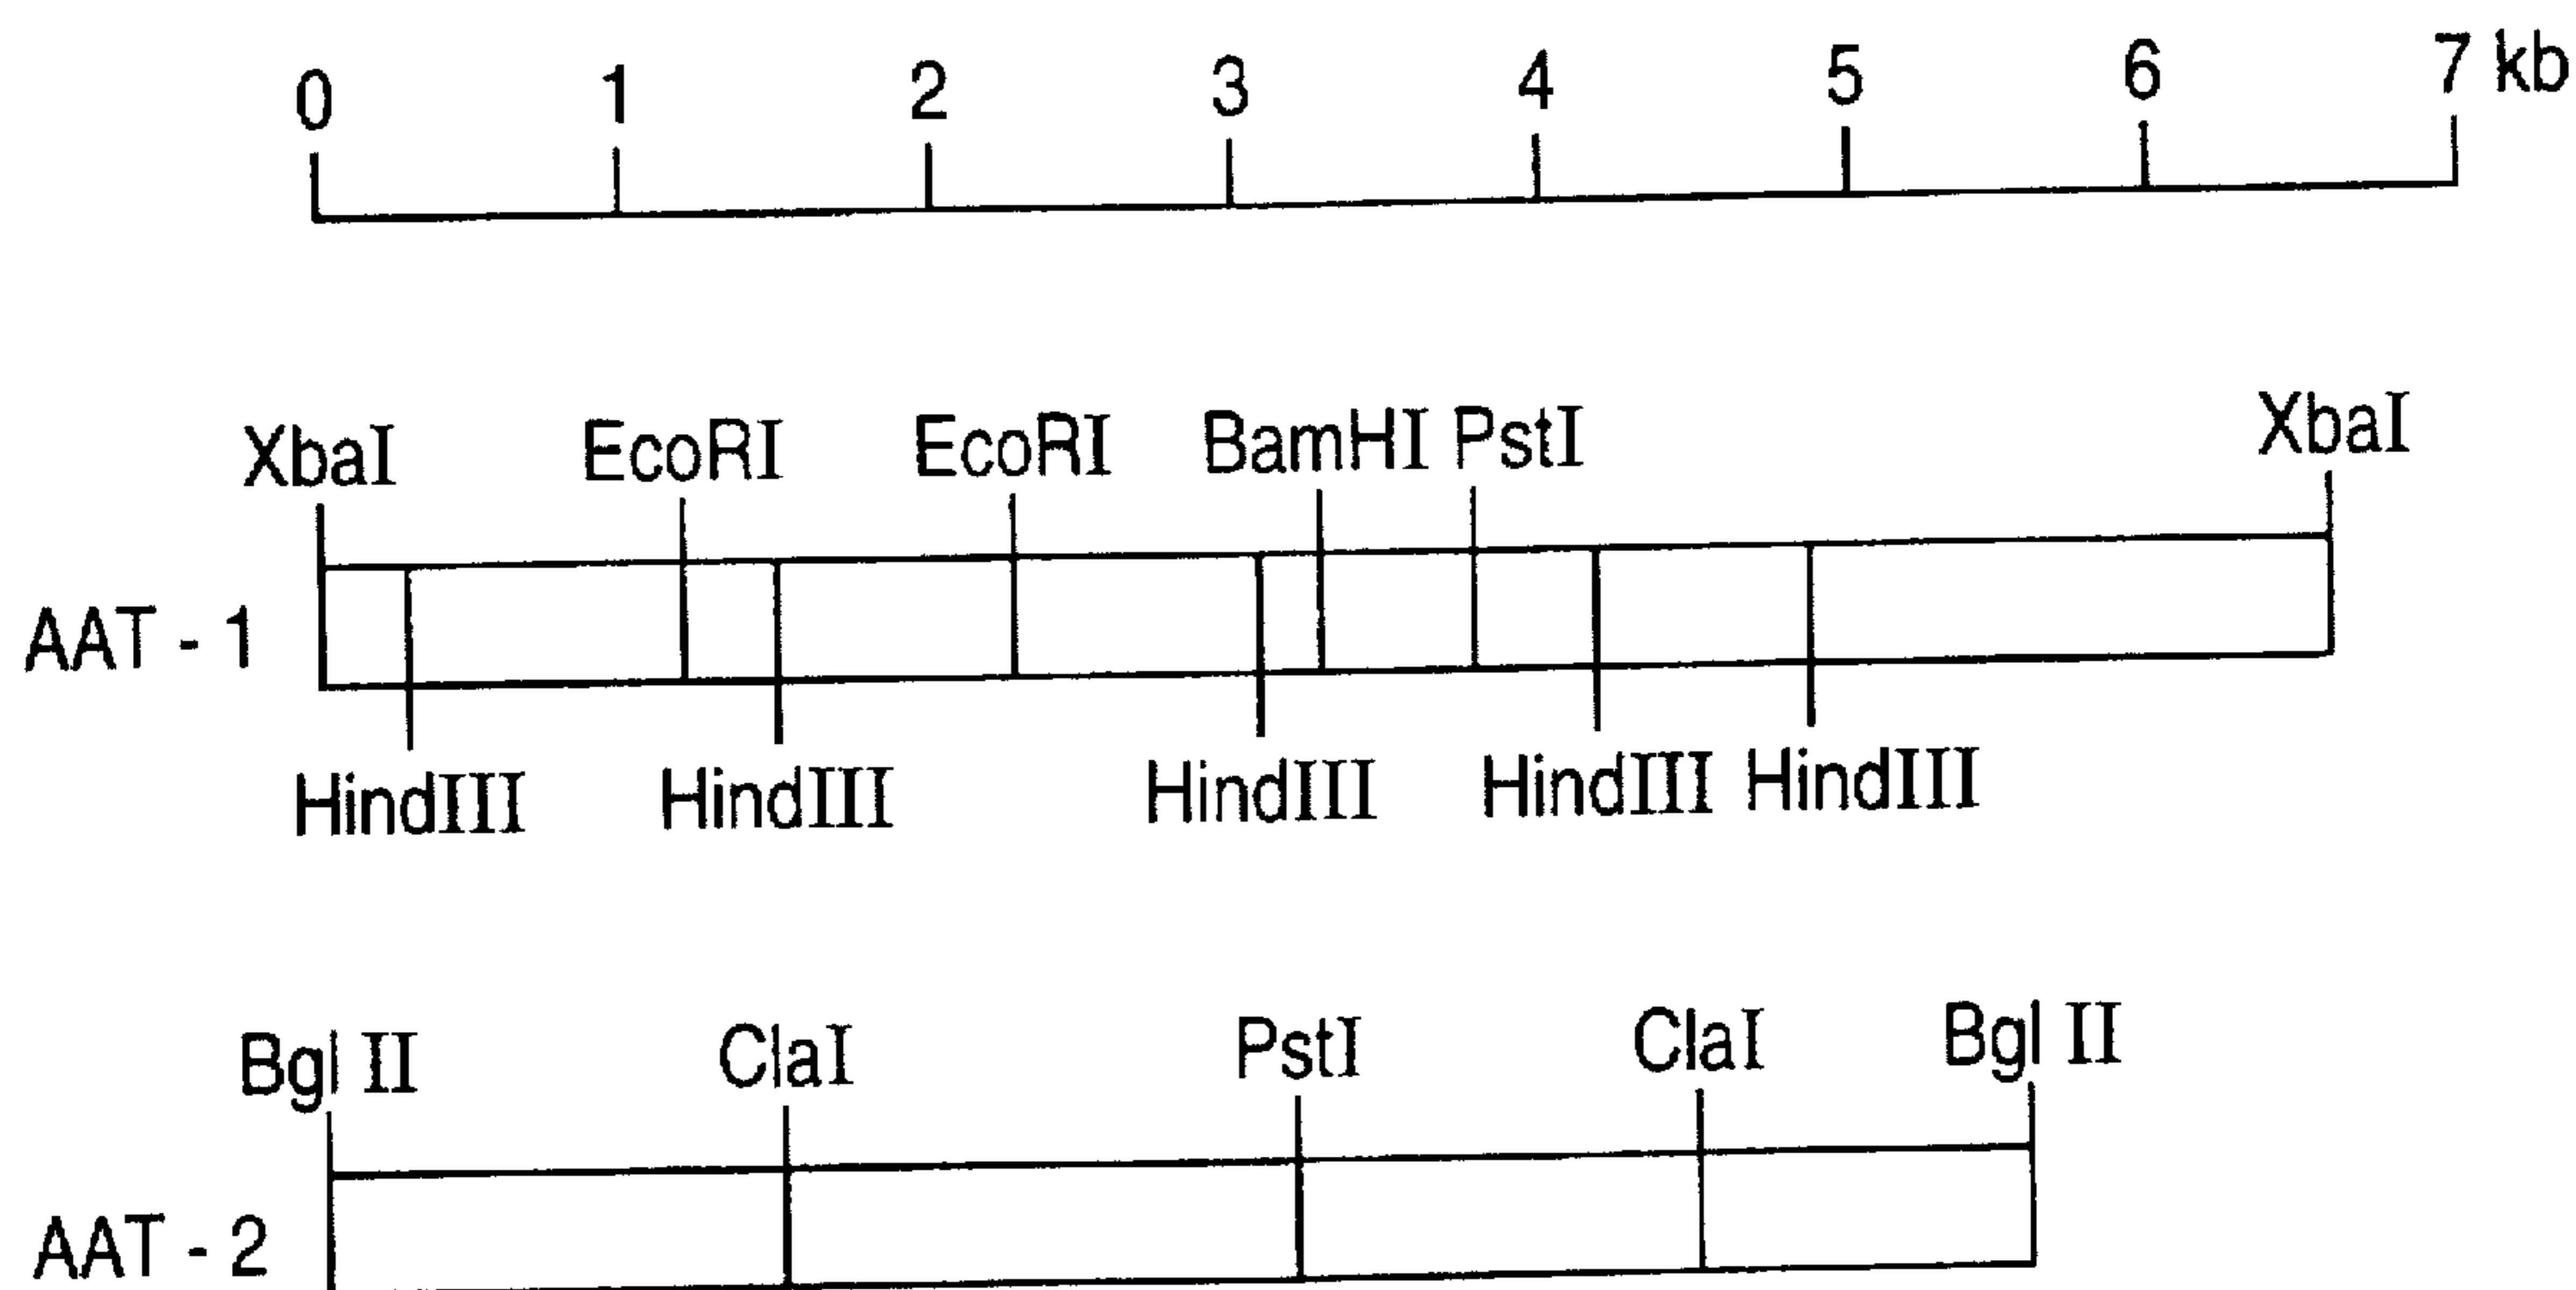 0 1 2 3 4 5 6 7 kb
XbaI EcoRI EcoRI BamHI PstI XbaI
AAT - 1
HindIII HindIII HindIII HindIII HindIII
Bgl II ClaI PstI ClaI Bgl II
AAT - 2